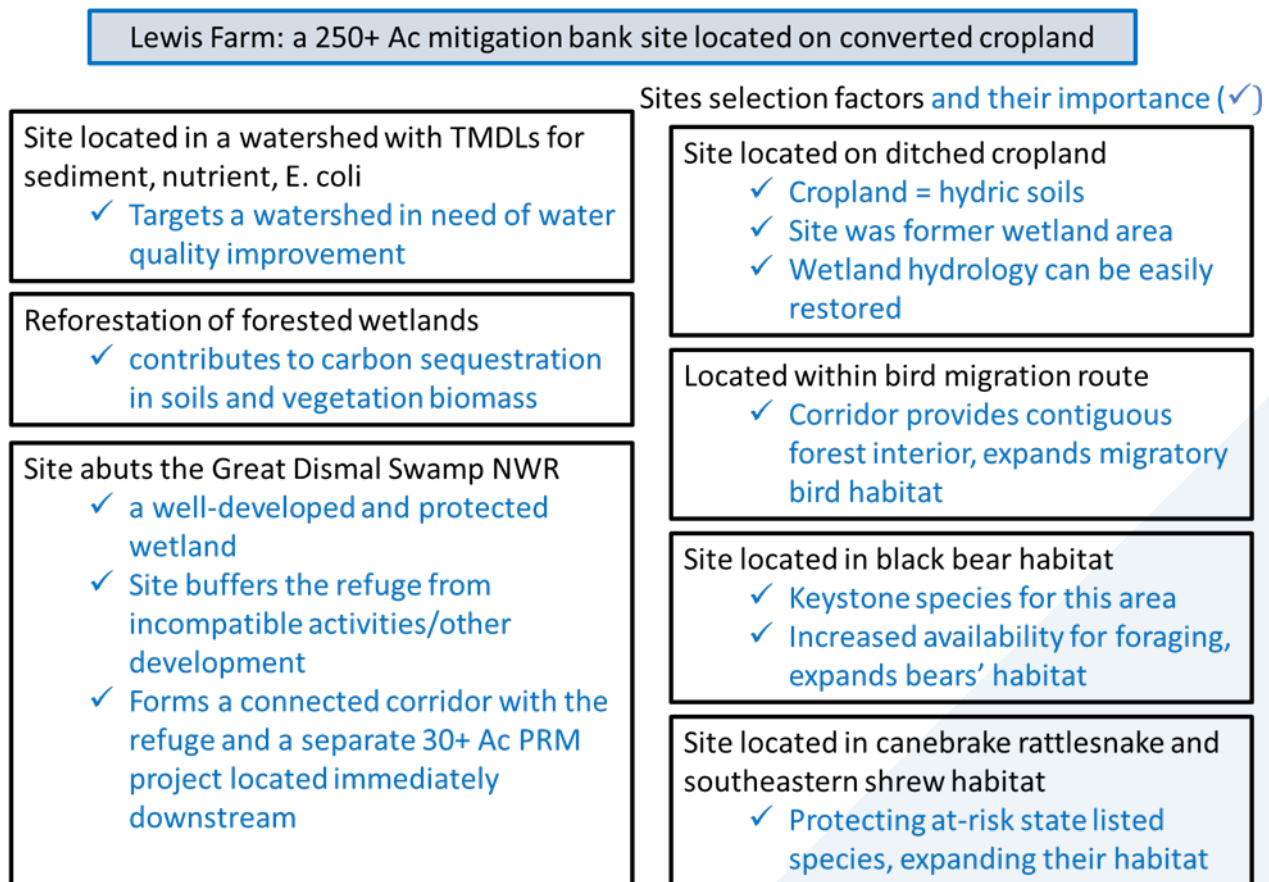 Lewis Farm: a 250+ Ac mitigation bank site located on converted cropland
Sites selection factors and their importance (✓)
Site located in a watershed with TMDLs for
sediment, nutrient, E. coli
✓ Targets a watershed in need of water
quality improvement
Reforestation of forested wetlands
✓ contributes to carbon sequestration
in soils and vegetation biomass
Site abuts the Great Dismal Swamp NWR
✓ a well-developed and protected
wetland
✓ Site buffers the refuge from
incompatible activities/other
development
✓ Forms a connected corridor with the
refuge and a separate 30+ Ac PRM
project located immediately
downstream
Site located on ditched cropland
✓ Cropland = hydric soils
✓ Site was former wetland area
✓ Wetland hydrology can be easily
restored
Located within bird migration route
✓ Corridor provides contiguous
forest interior, expands migratory
bird habitat
Site located in black bear habitat
✓ Keystone species for this area
✓ Increased availability for foraging,
expands bears’ habitat
Site located in canebrake rattlesnake and
southeastern shrew habitat
✓ Protecting at-risk state listed
species, expanding their habitat